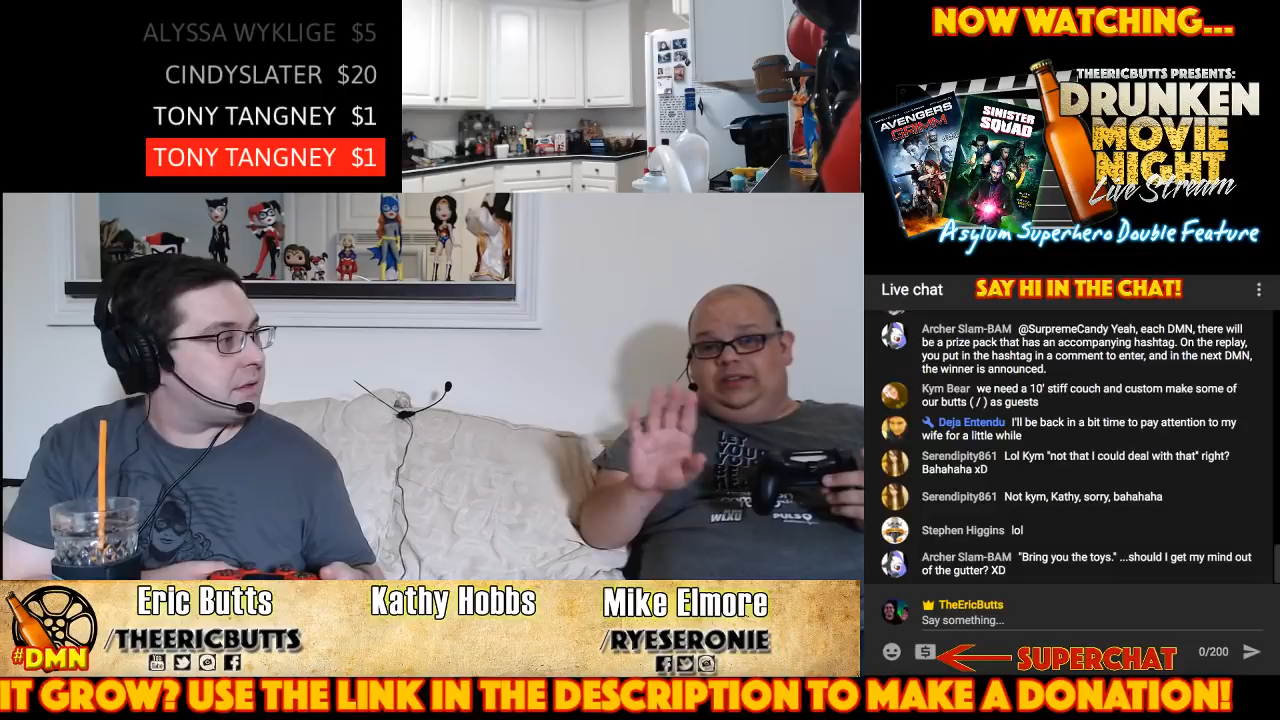 ALYSSA WYKLIGE $5
CINDYSLATER $20
TONY TANGNEY $1
TONY TANGNEY $1
NOW WATCHING...
THEERICBUTTS PRESENTS:
DRUNKEN
MOVIE
NIGHT
Live Stream
AVENGERS
GRIMM
SINISTER
SQUAD
Asylum Superhero Double Feature
Live chat
SAY HI IN THE CHAT!
Archer Slam-BAM @SurpremeCandy Yeah, each DMN, there will
be a prize pack that has an accompanying hashtag. On the replay,
you put in the hashtag in a comment to enter, and in the next DMN,
the winner is announced.
Kym Bear we need a 10' stiff couch and custom make some of
our butts ( / ) as guests
Deja Entendu I'll be back in a bit time to pay attention to my
wife for a little while
Serendipity861 Lol Kym "not that I could deal with that" right?
Bahahaha xD
Serendipity861 Not kym, Kathy, sorry, bahahaha
Stephen Higgins lol
Archer Slam-BAM "Bring you the toys." ...should I get my mind out
of the gutter? XD
TheEricButts
Say something...
SUPERCHAT
0/200
LET
YOUR
WLXU
PULSO
#DMN
Eric Butts
/THEERICBUTTS
Kathy Hobbs
Mike Elmore
/RYESERONIE
IT GROW? USE THE LINK IN THE DESCRIPTION TO MAKE A DONATION!